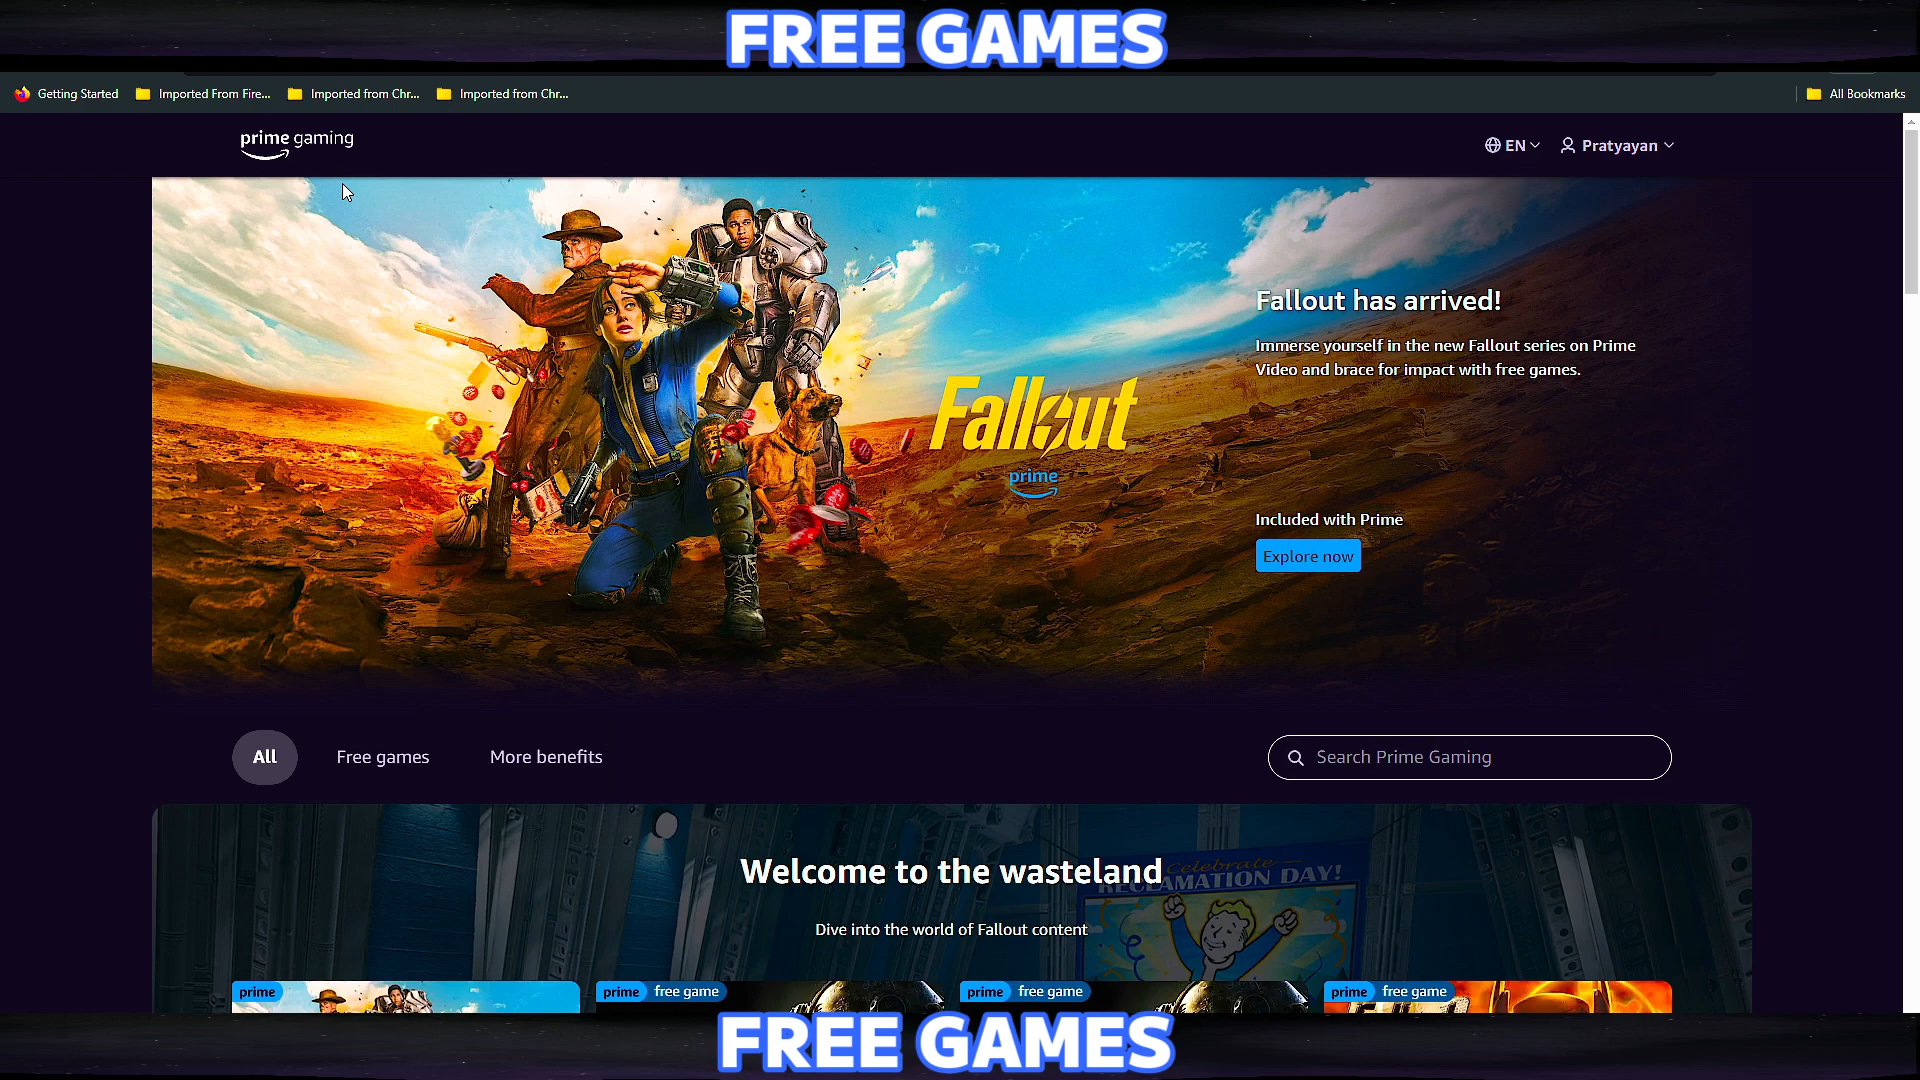 FREE GAMES
Getting Started
Imported From Fire...
Imported from Chr...
Imported from Chr...
All Bookmarks
prime gaming
EN
Pratyayan
Fallout has arrived!
Immerse yourself in the new Fallout series on Prime
Video and brace for impact with free games.
Fallout
prime
Included with Prime
Explore now
All
Free games
More benefits
Search Prime Gaming
Welcome to the wasteland
Celebrate
RECLAMATION DAY!
Dive into the world of Fallout content
prime
prime free game
prime free game
prime free game
FREE GAMES